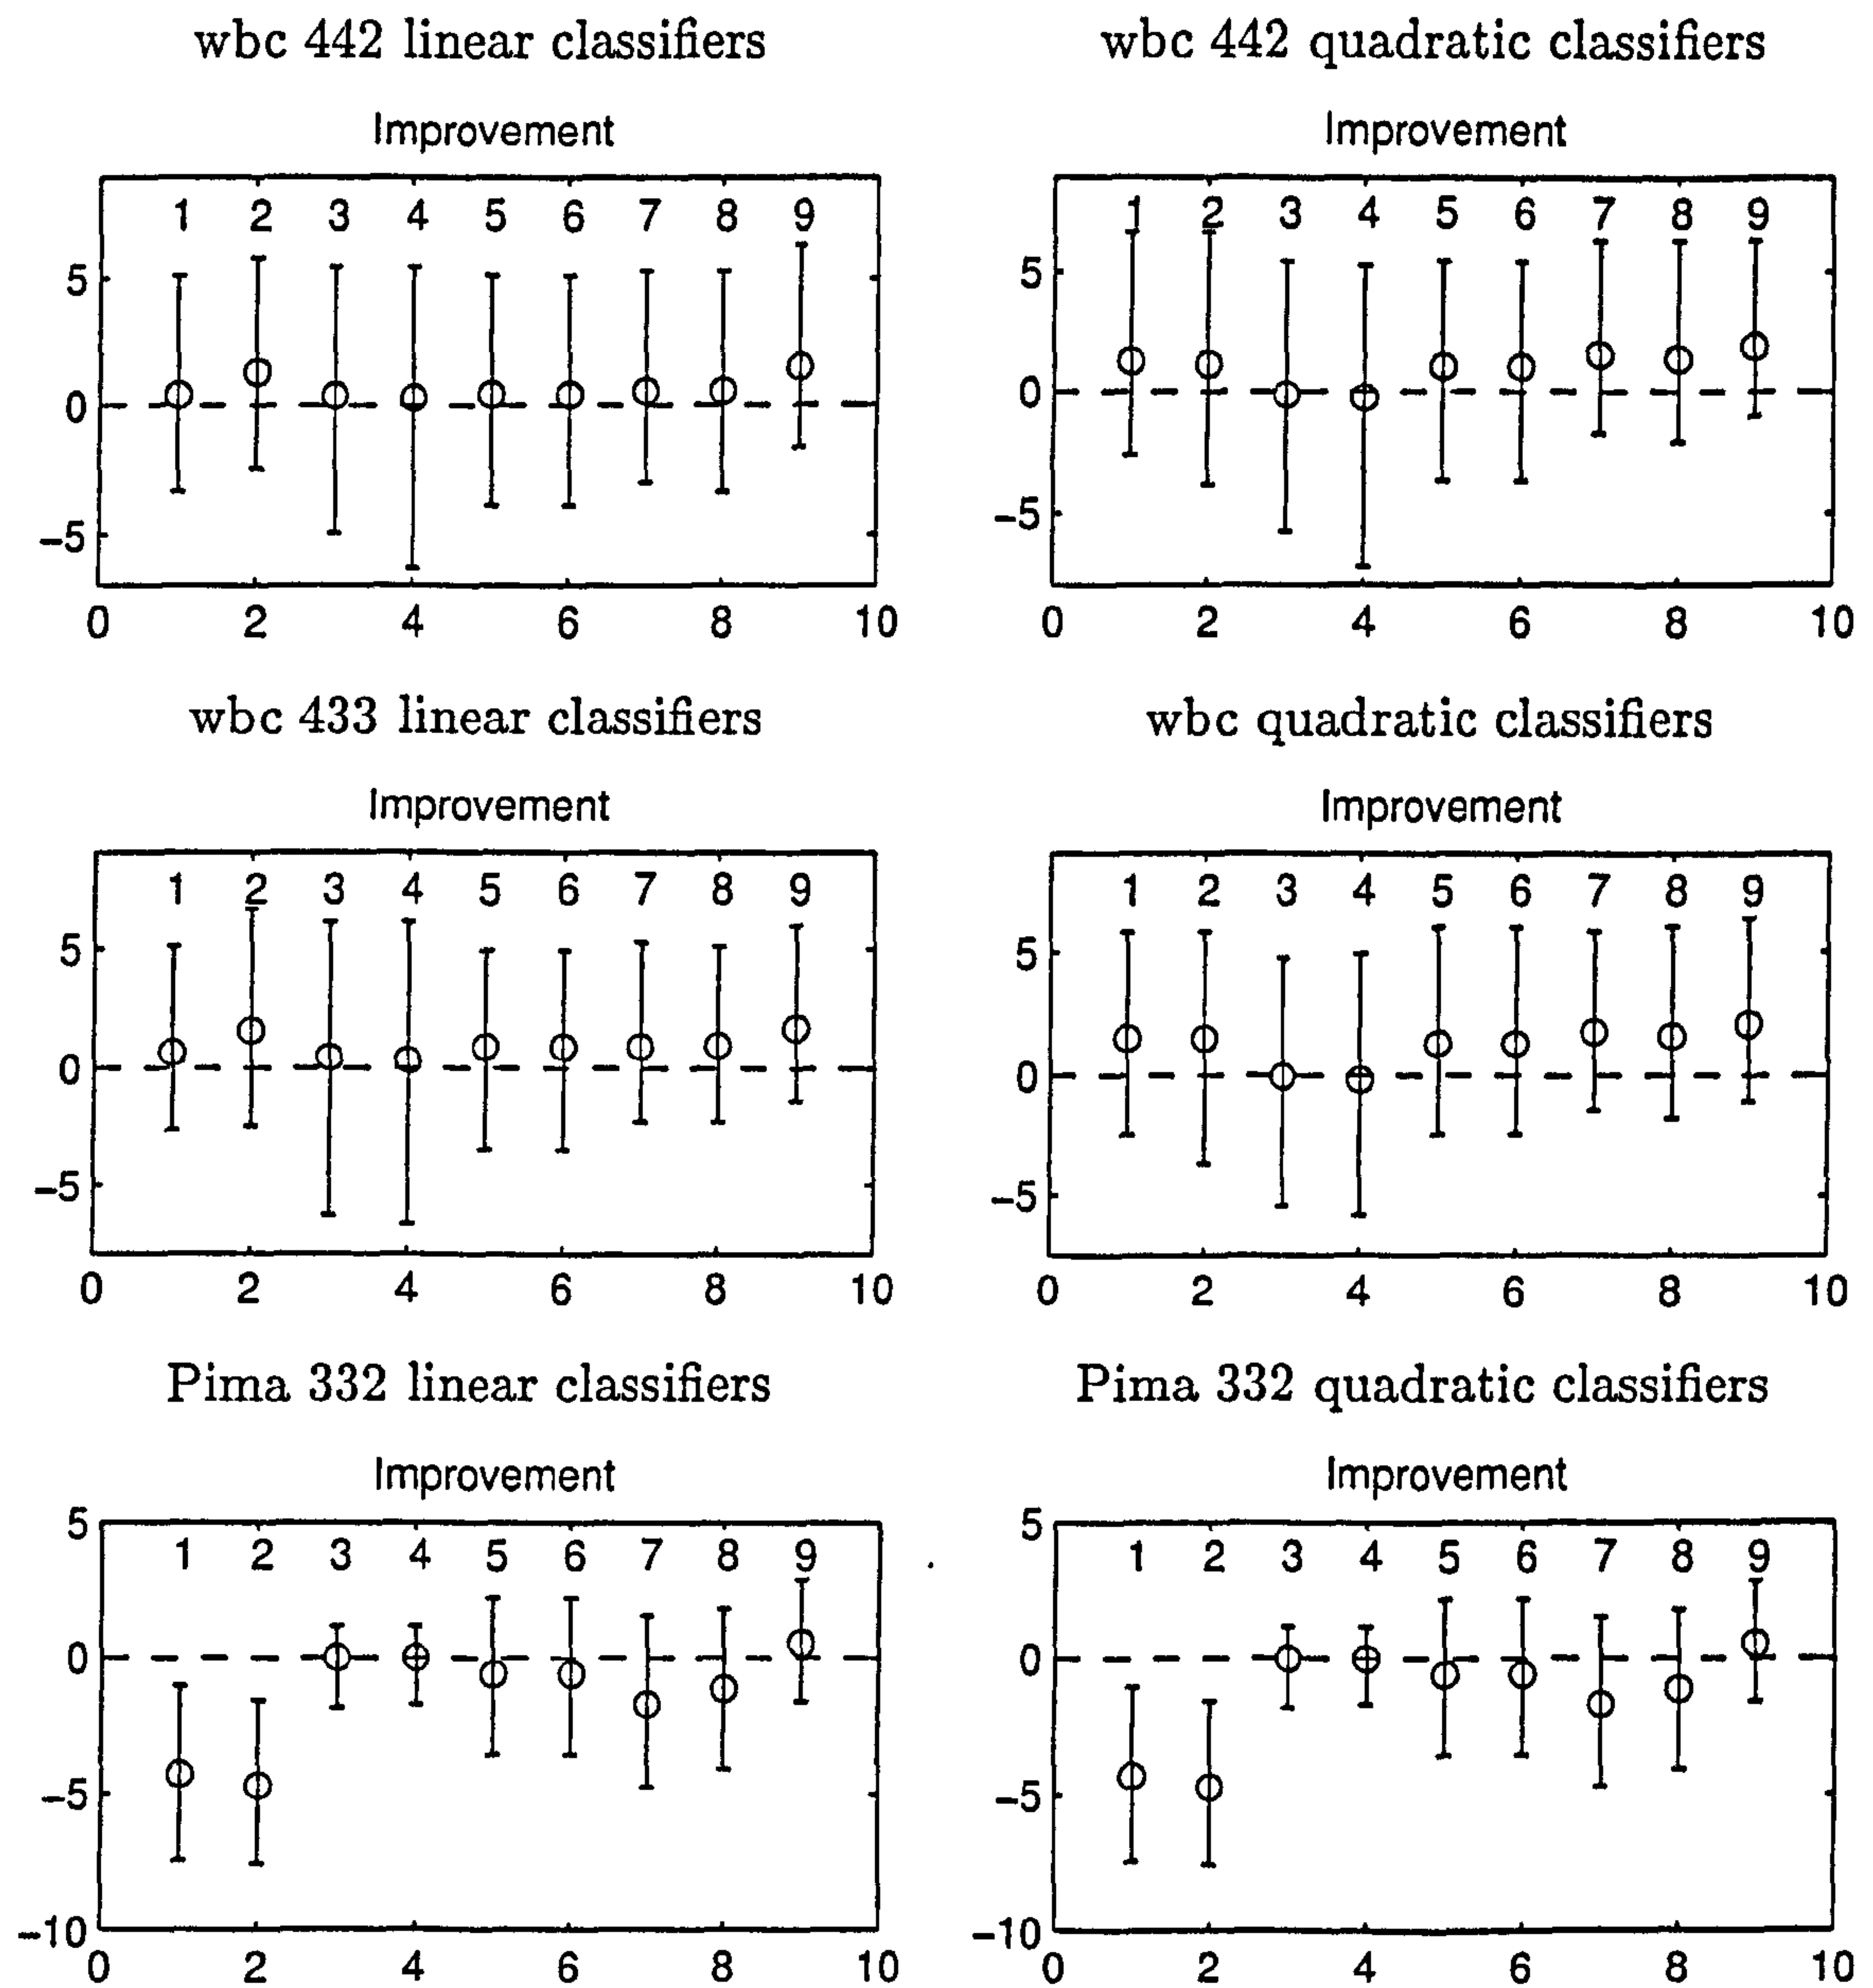 wbc 442 linear classifiers
Improvement
1 2 3 4 5 6 7 8 9
5
0
-5
0 2 4 6 8 10
wbc 442 quadratic classifiers
Improvement
1 2 3 4 5 6 7 8 9
5
0
-5
0 2 4 6 8 10
wbc 433 linear classifiers
Improvement
1 2 3 4 5 6 7 8 9
5
0
-5
0 2 4 6 8 10
wbc quadratic classifiers
Improvement
1 2 3 4 5 6 7 8 9
5
0
-5
0 2 4 6 8 10
Pima 332 linear classifiers
Improvement
5
1 2 3 4 5 6 7 8 9
0
-5
-10
0 2 4 6 8 10
Pima 332 quadratic classifiers
Improvement
5
1 2 3 4 5 6 7 8 9
0
-5
-10
0 2 4 6 8 10